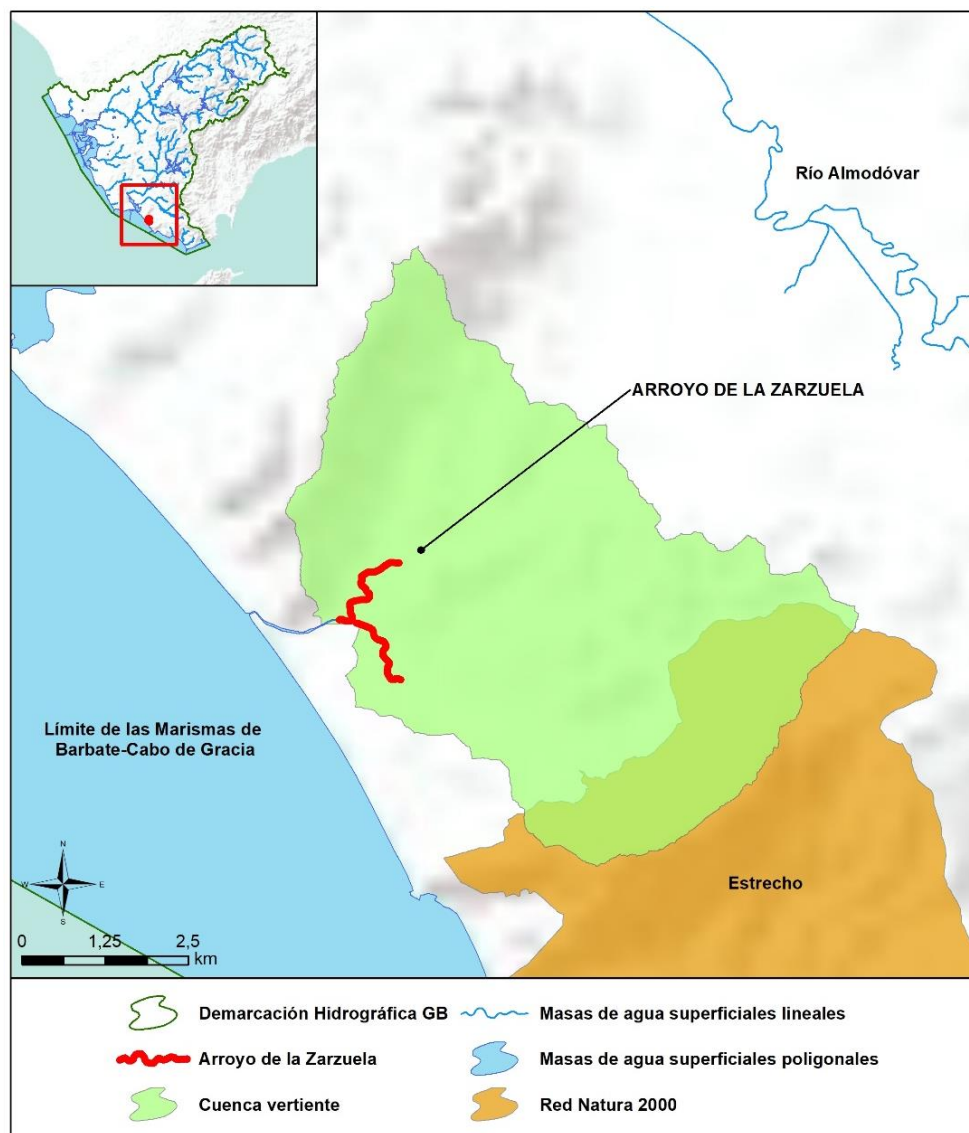 Río Almodóvar
ARROYO DE LA ZARZUELA
Límite de las Marismas de
Barbate-Cabo de Gracia
Estrecho
N
W E
S
0 1,25 2,5
km
Demarcación Hidrográfica GB
Masas de agua superficiales lineales
Arroyo de la Zarzuela
Masas de agua superficiales poligonales
Cuenca vertiente
Red Natura 2000